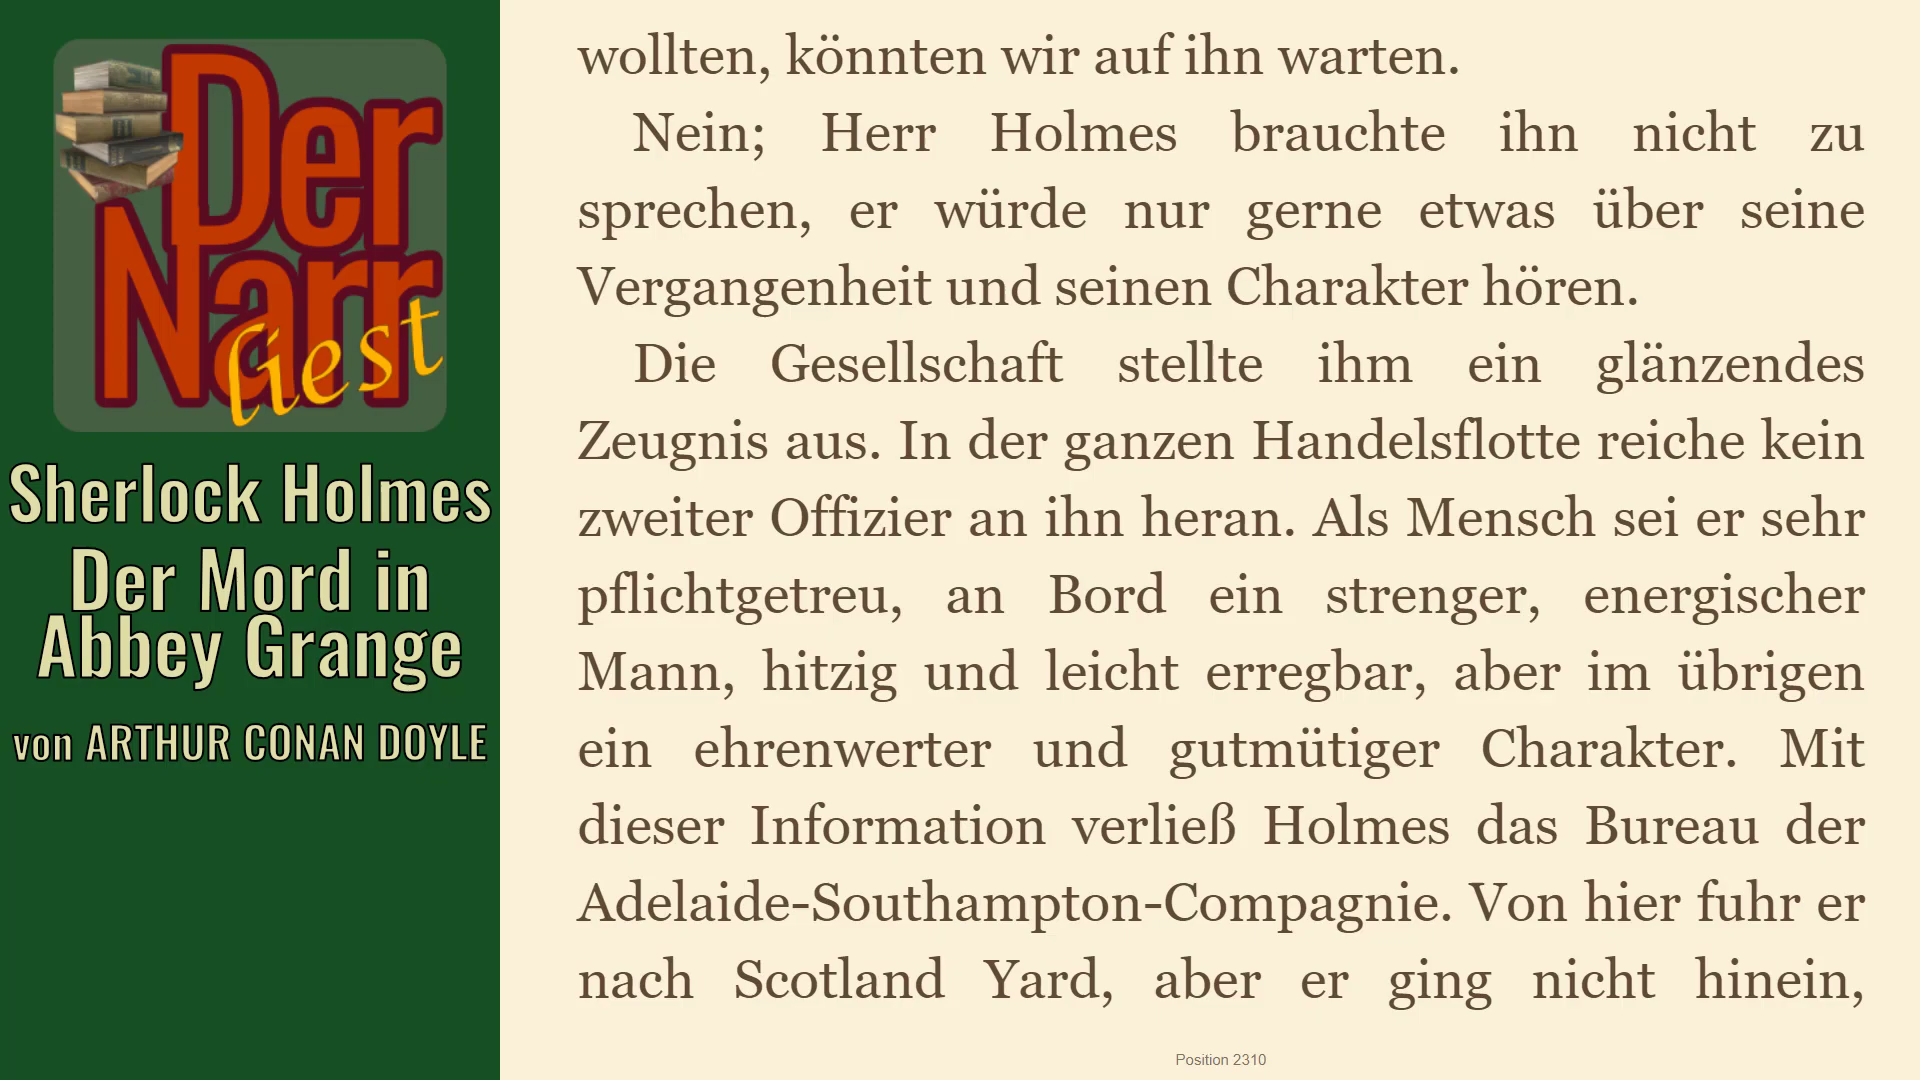 Der
Narr
liest
Sherlock Holmes
Der Mord in
Abbey Grange
von ARTHUR CONAN DOYLE
wollten, könnten wir auf ihn warten.
Nein; Herr Holmes brauchte ihn nicht zu
sprechen, er würde nur gerne etwas über seine
Vergangenheit und seinen Charakter hören.
Die Gesellschaft stellte ihm ein glänzendes
Zeugnis aus. In der ganzen Handelsflotte reiche kein
zweiter Offizier an ihn heran. Als Mensch sei er sehr
pflichtgetreu, an Bord ein strenger, energischer
Mann, hitzig und leicht erregbar, aber im übrigen
ein ehrenwerter und gutmütiger Charakter. Mit
dieser Information verließ Holmes das Bureau der
Adelaide-Southampton-Compagnie. Von hier fuhr er
nach Scotland Yard, aber er ging nicht hinein,
Position 2310